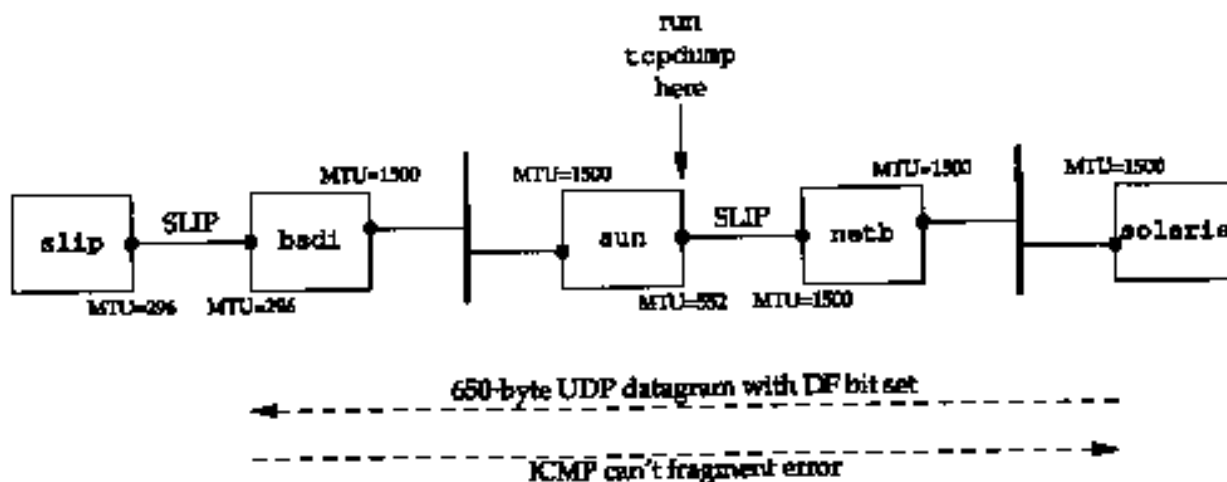 run
tcpdump
here
MTU=1500
MTU=1500
MTU=1500
MTU=1500
slip
SLIP
bsdi
sun
SLIP
netb
solaris
MTU=296
MTU=296
MTU=552
MTU=1500
650-byte UDP datagram with DF bit set
ICMP can't fragment error